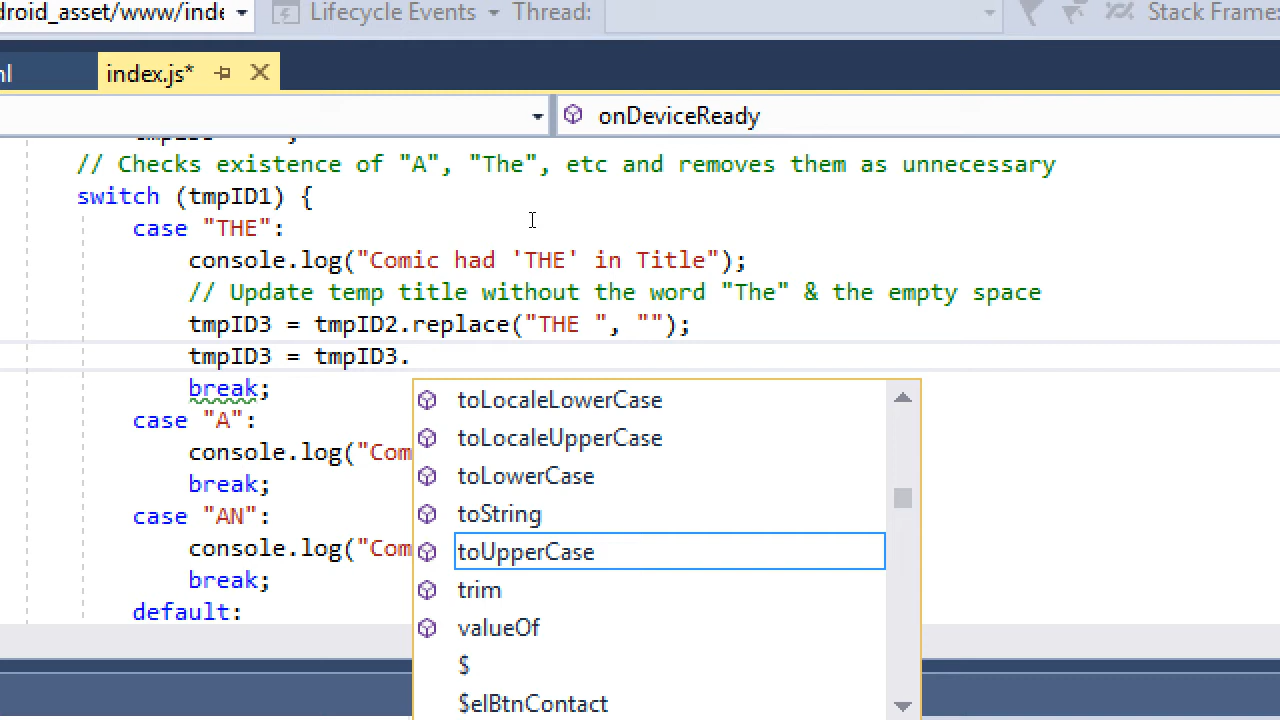 droid_asset/www/inde Lifecycle Events Thread: Stack Frame:
ml index.js*
onDeviceReady
// Checks existence of "A", "The", etc and removes them as unnecessary
switch (tmpID1) {
case "THE":
console.log("Comic had 'THE' in Title");
// Update temp title without the word "The" & the empty space
tmpID3 = tmpID2.replace("THE ", "");
tmpID3 = tmpID3.
break;
case "A":
console.log("Com
break;
case "AN":
console.log("Com
break;
default:
toLocaleLowerCase
toLocaleUpperCase
toLowerCase
toString
toUpperCase
trim
valueOf
$
$elBtnContact